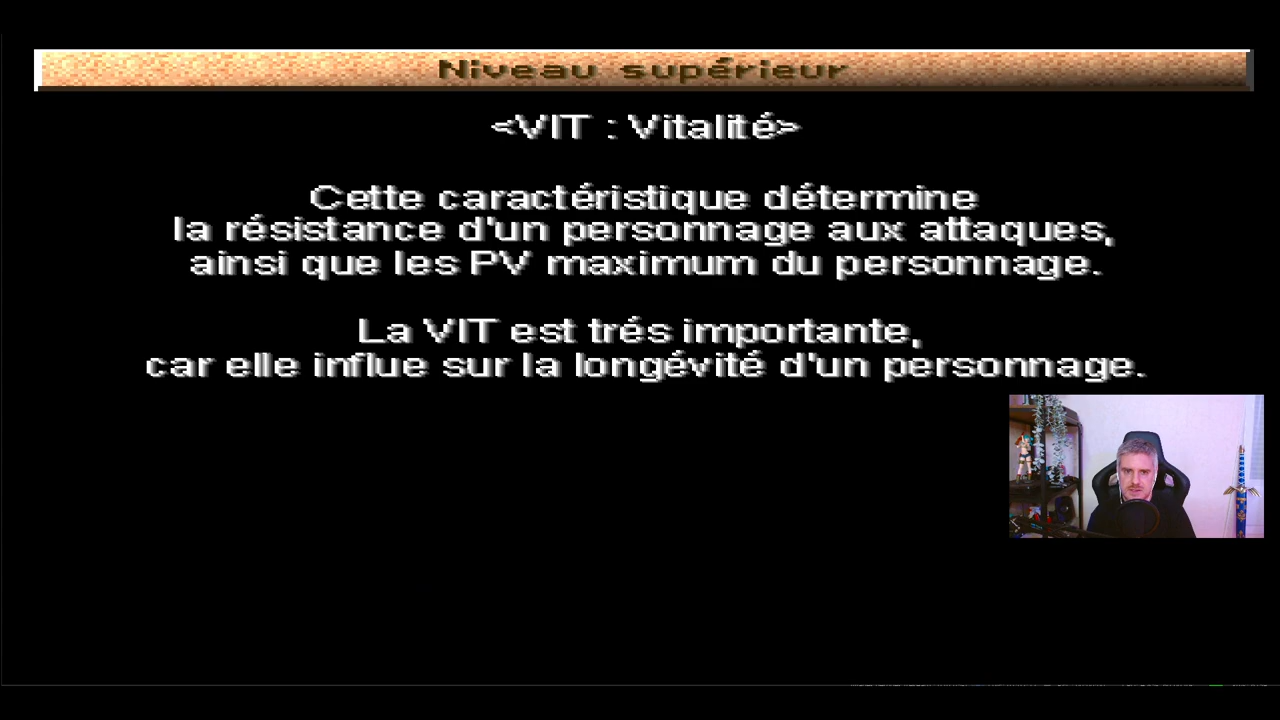 Niveau supérieur
<VIT : Vitalité>
Cette caractéristique détermine
la résistance d'un personnage aux attaques,
ainsi que les PV maximum du personnage.
La VIT est trés importante,
car elle influe sur la longévité d'un personnage.